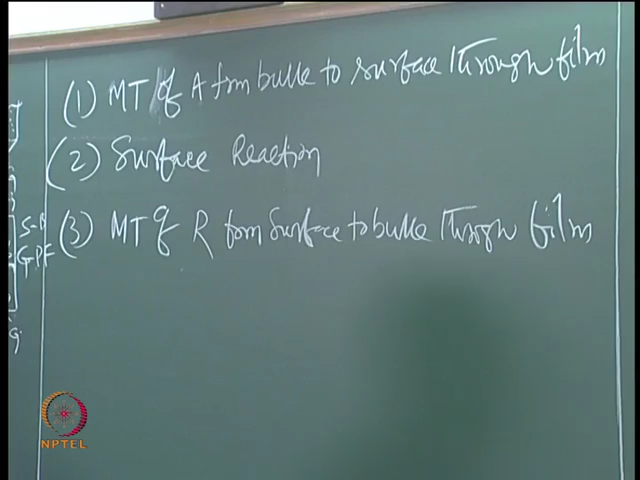 (1) MT of A from bulk to surface through film
(2) Surface Reaction
(3) MT of R from surface to bulk through film
S-B
G-PF
G
NPTEL